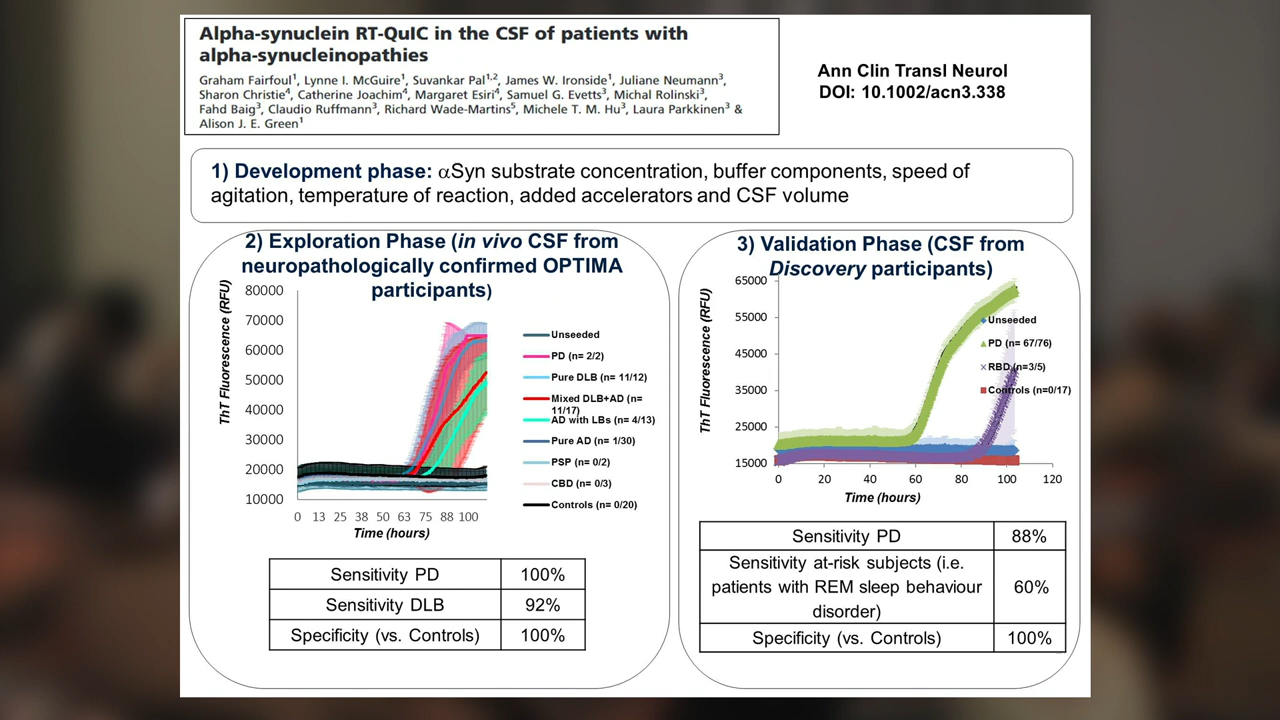 Alpha-synuclein RT-QuIC in the CSF of patients with
alpha-synucleinopathies
Graham Fairfoul¹, Lynne I. McGuire¹, Suvankar Pal¹,², James W. Ironside¹, Juliane Neumann³,
Sharon Christie⁴, Catherine Joachim⁴, Margaret Esiri⁴, Samuel G. Evetts³, Michal Rolinski³,
Fahd Baig³, Claudio Ruffmann³, Richard Wade-Martins⁵, Michele T. M. Hu³, Laura Parkkinen³ &
Alison J. E. Green¹
Ann Clin Transl Neurol
DOI: 10.1002/acn3.338
1) Development phase: αSyn substrate concentration, buffer components, speed of
agitation, temperature of reaction, added accelerators and CSF volume
2) Exploration Phase (in vivo CSF from
neuropathologically confirmed OPTIMA
participants)
ThT Fluorescence (RFU)
80000
70000
60000
50000
40000
30000
20000
10000
0 13 25 38 50 63 75 88 100
Time (hours)
Unseeded
PD (n= 2/2)
Pure DLB (n= 11/12)
Mixed DLB+AD (n=
11/17)
AD with LBs (n= 4/13)
Pure AD (n= 1/30)
PSP (n= 0/2)
CBD (n= 0/3)
Controls (n= 0/20)
Sensitivity PD 100%
Sensitivity DLB 92%
Specificity (vs. Controls) 100%
3) Validation Phase (CSF from
Discovery participants)
ThT Fluorescence (RFU)
65000
55000
45000
35000
25000
15000
0 20 40 60 80 100 120
Time (hours)
Unseeded
PD (n= 67/76)
RBD (n=3/5)
Controls (n=0/17)
Sensitivity PD 88%
Sensitivity at-risk subjects (i.e.
patients with REM sleep behaviour 60%
disorder)
Specificity (vs. Controls) 100%